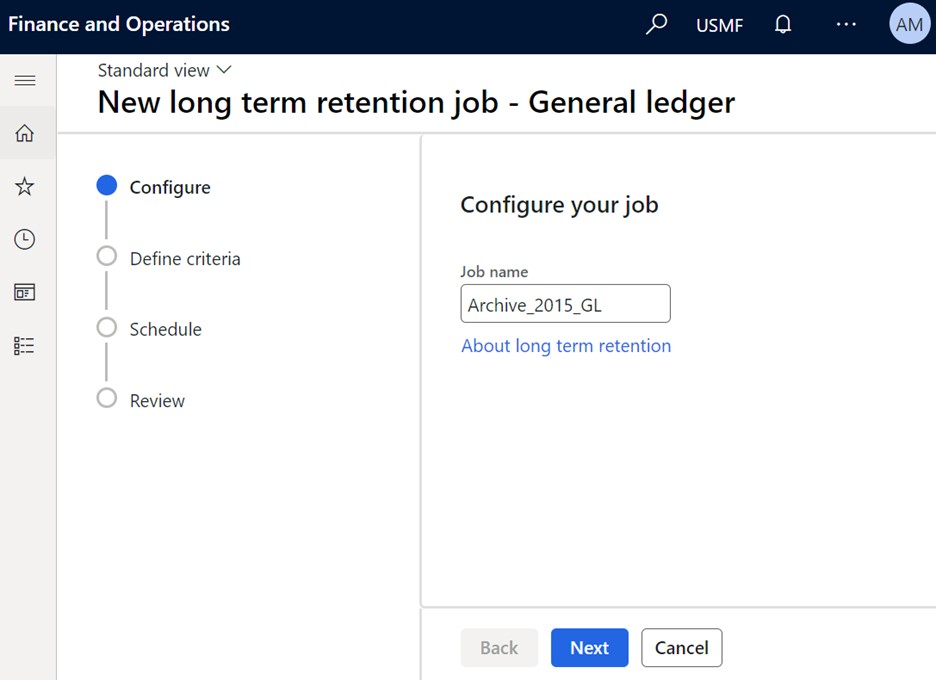 Finance and Operations
USMF
AM
Standard view
New long term retention job - General ledger
Configure
Define criteria
Schedule
Review
Configure your job
Job name
Archive_2015_GL
About long term retention
Back
Next
Cancel